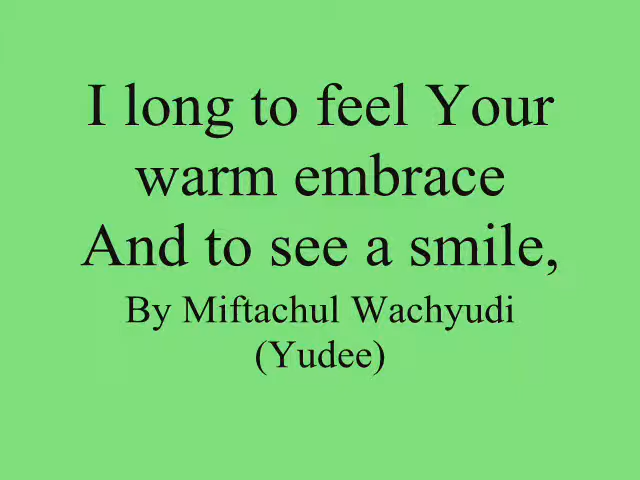 I long to feel Your
warm embrace
And to see a smile,
By Miftachul Wachyudi
(Yudee)